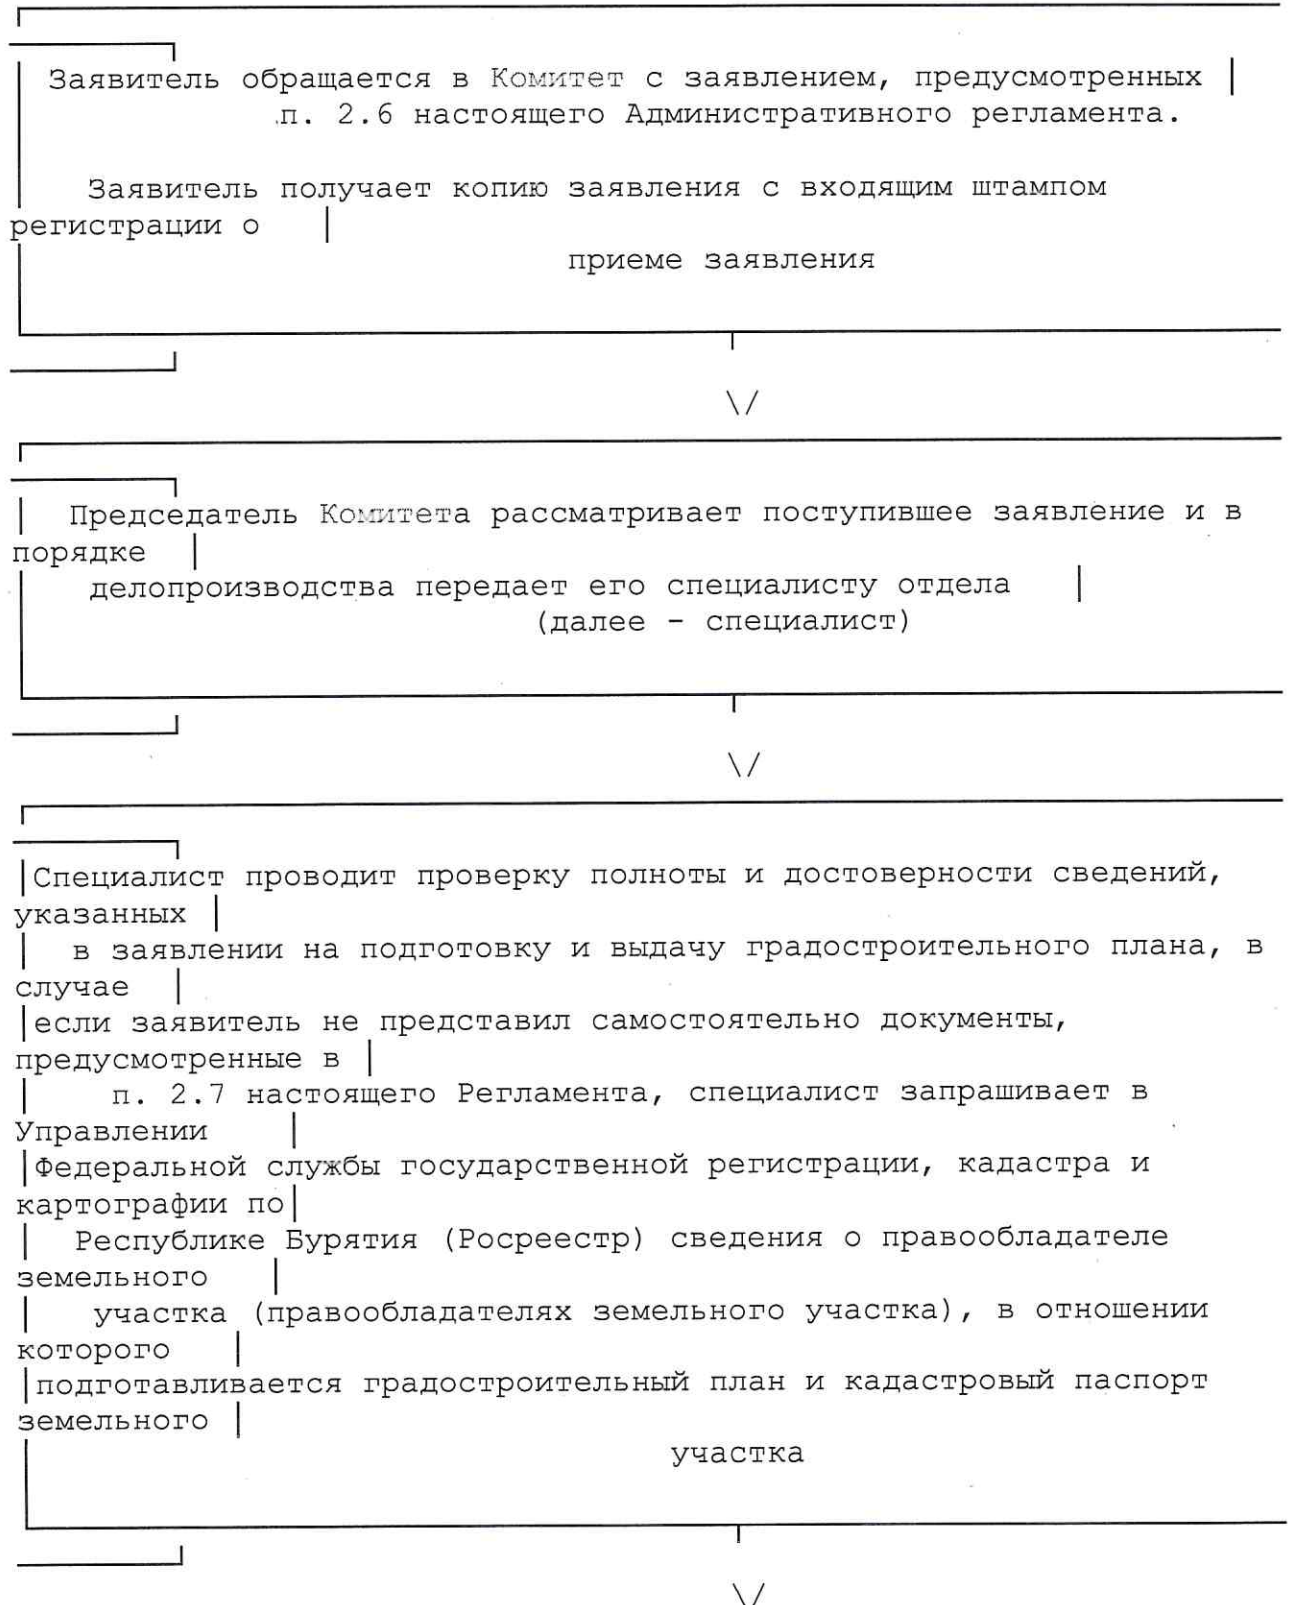 Заявитель обращается в Комитет с заявлением, предусмотренных |
п. 2.6 настоящего Административного регламента.
Заявитель получает копию заявления с входящим штампом
регистрации о |
приеме заявления
\/
| Председатель Комитета рассматривает поступившее заявление и в
порядке |
делопроизводства передает его специалисту отдела |
(далее - специалист)
\/
|Специалист проводит проверку полноты и достоверности сведений,
указанных |
| в заявлении на подготовку и выдачу градостроительного плана, в
случае |
|если заявитель не представил самостоятельно документы,
предусмотренные в |
| п. 2.7 настоящего Регламента, специалист запрашивает в
Управлении |
|Федеральной службы государственной регистрации, кадастра и
картографии по|
| Республике Бурятия (Росреестр) сведения о правообладателе
земельного |
| участка (правообладателях земельного участка), в отношении
которого |
|подготавливается градостроительный план и кадастровый паспорт
земельного |
участка
\/